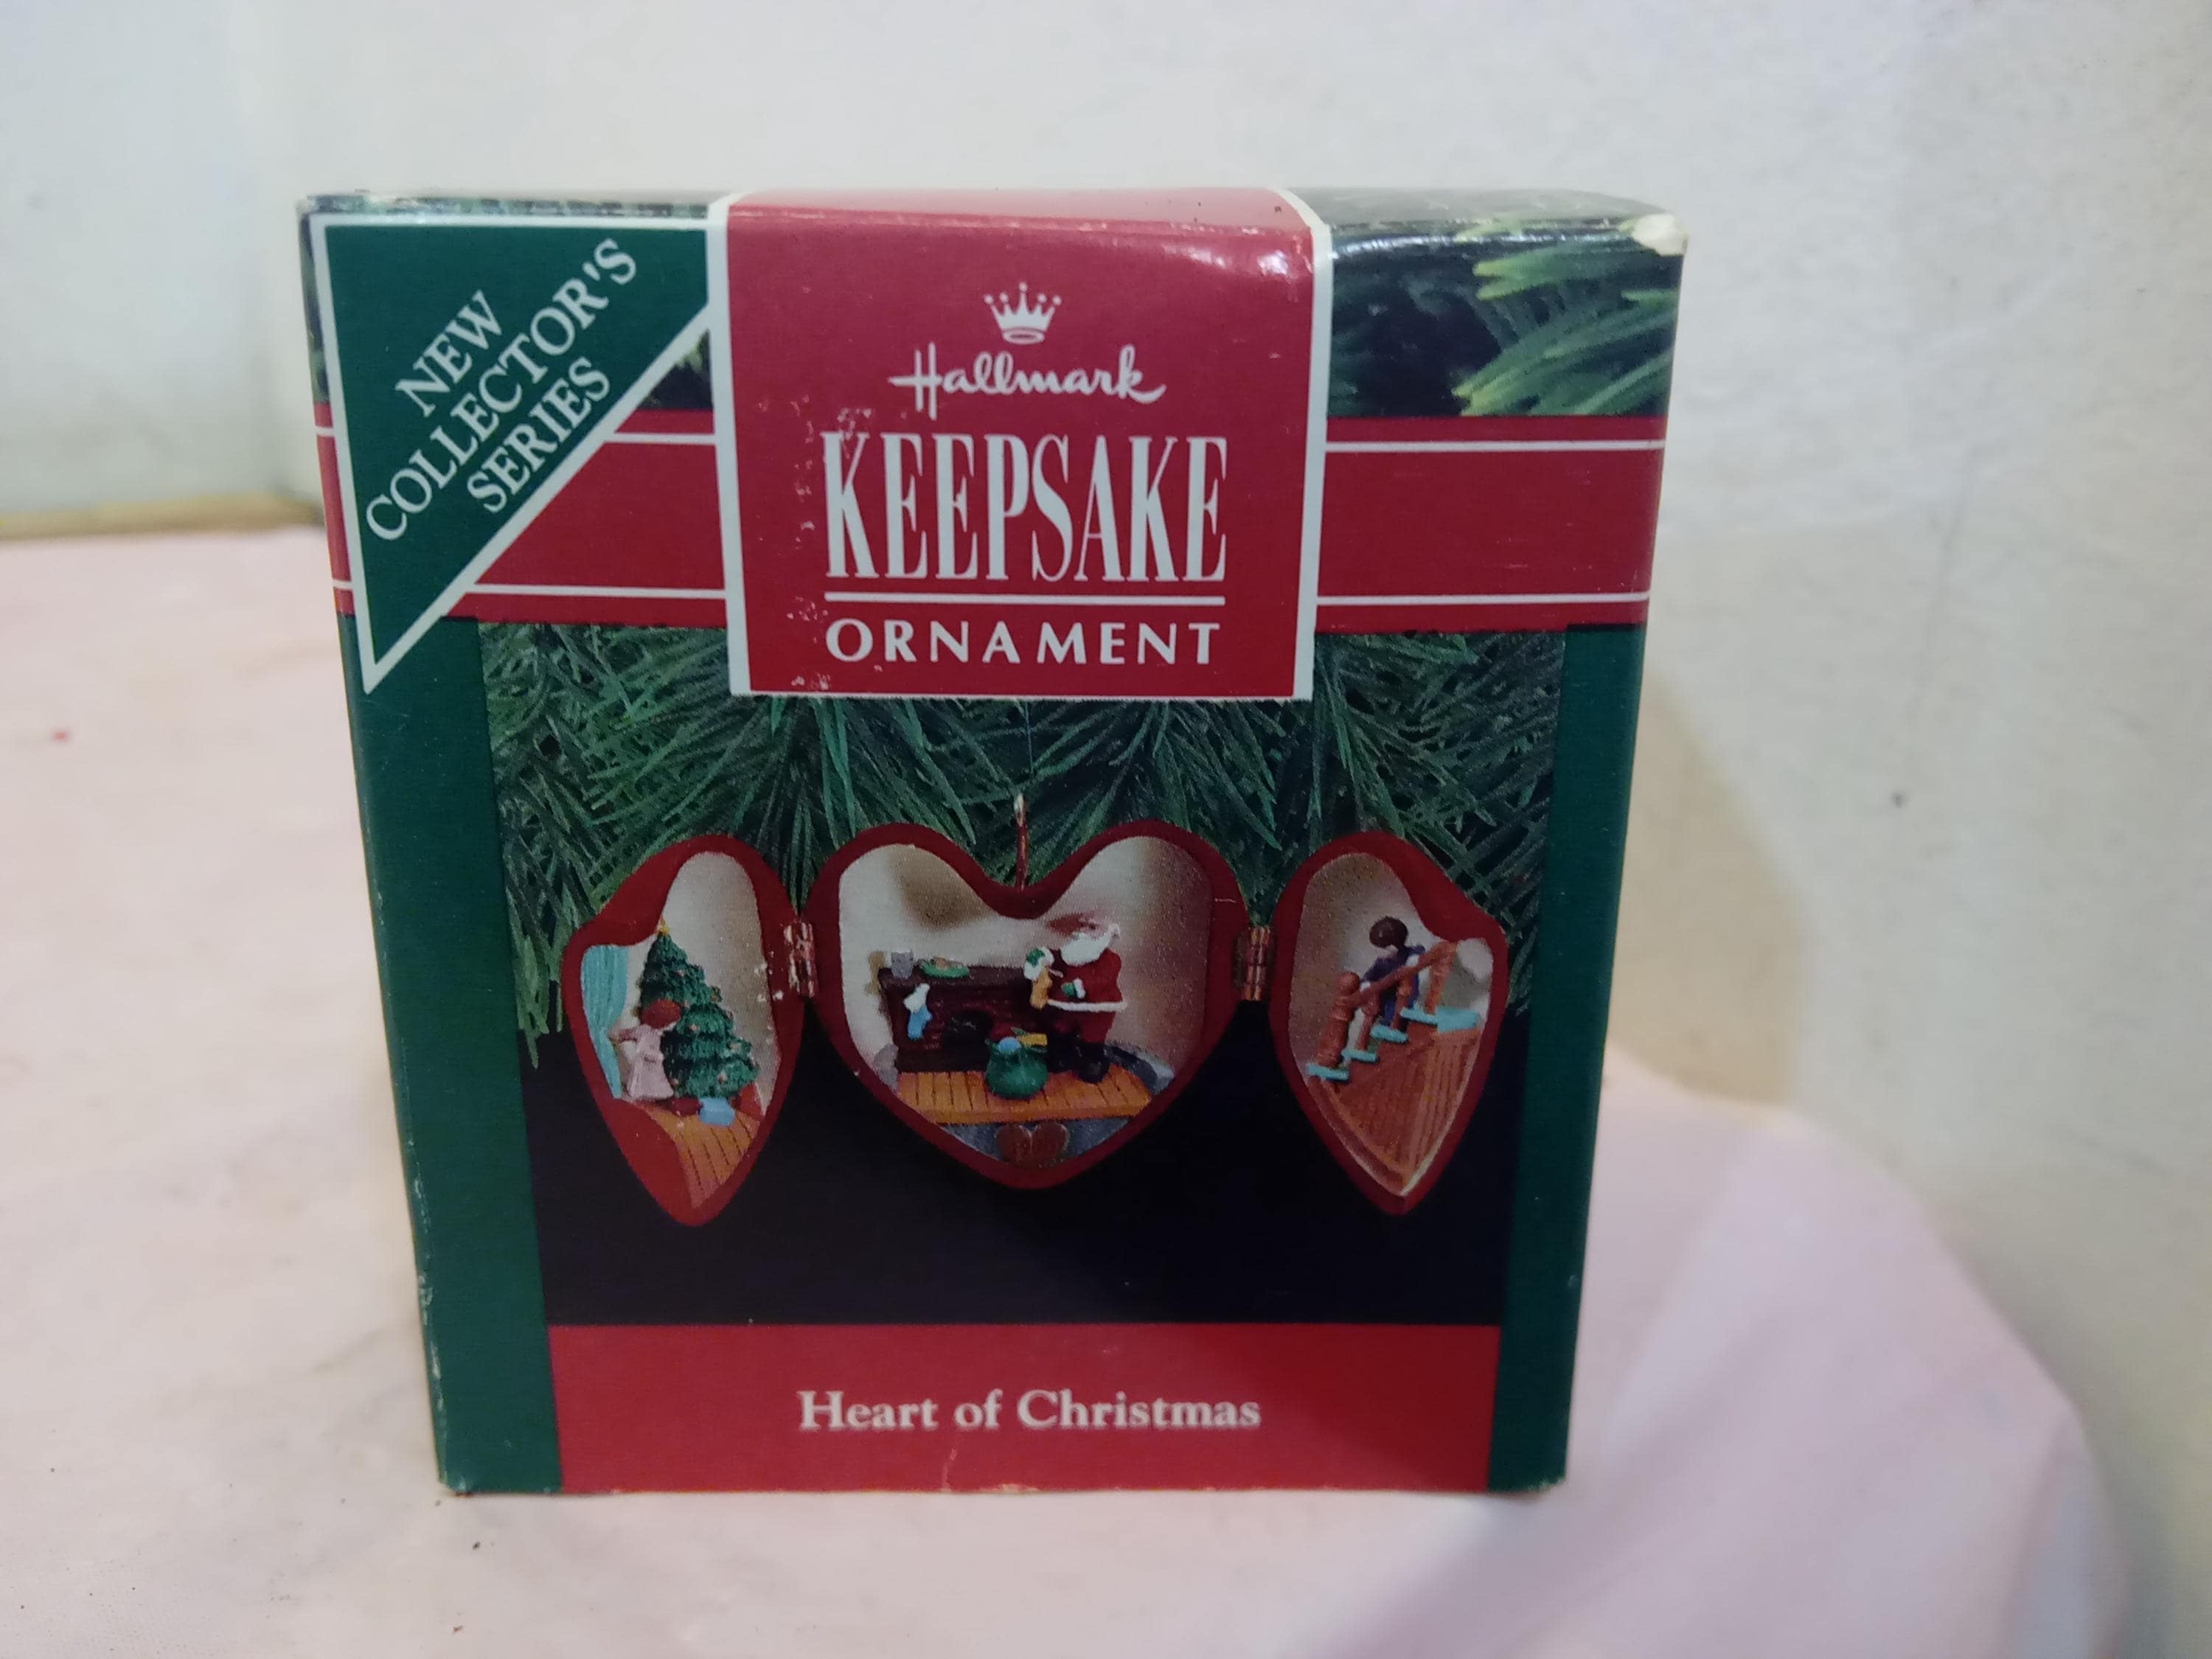 NEW
COLLECTOR'S
SERIES
Hallmark
KEEPSAKE
ORNAMENT
Heart of Christmas